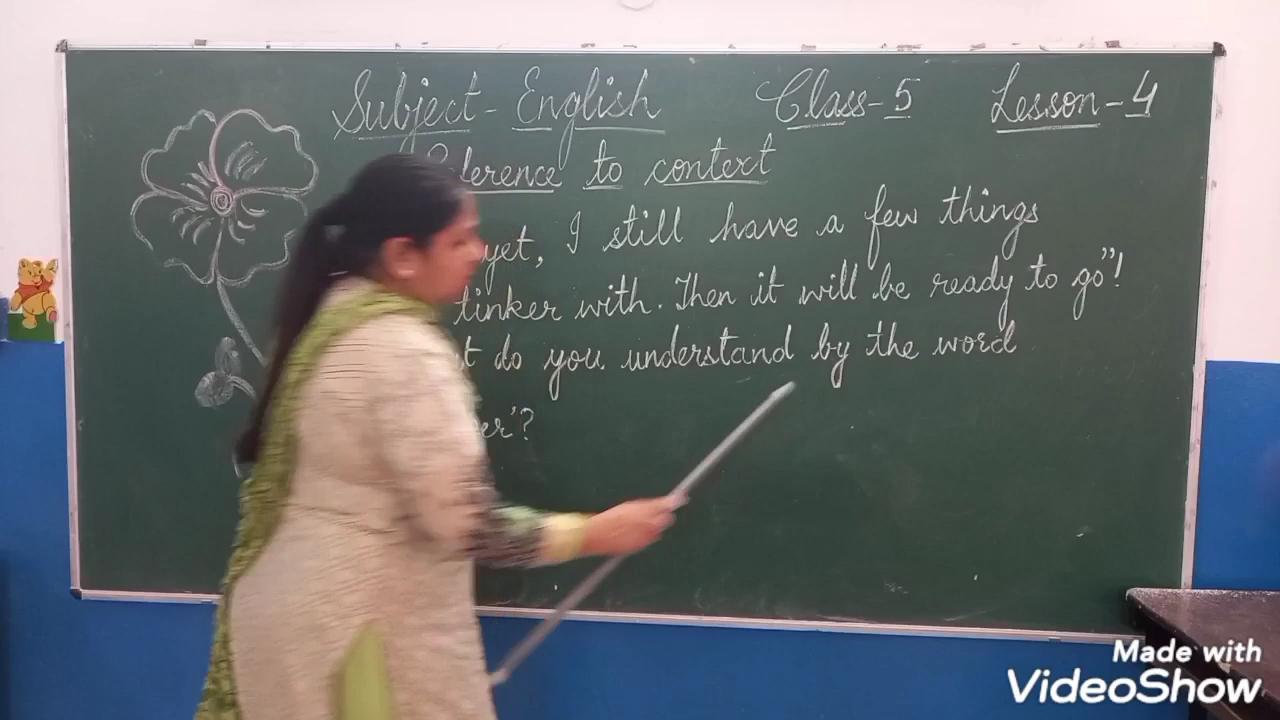 Subject- English Class-5 Lesson-4
Reference to context
yet, I still have a few things
tinker with. Then it will be ready to go"!
do you understand by the word
er'?
Made with
VideoShow